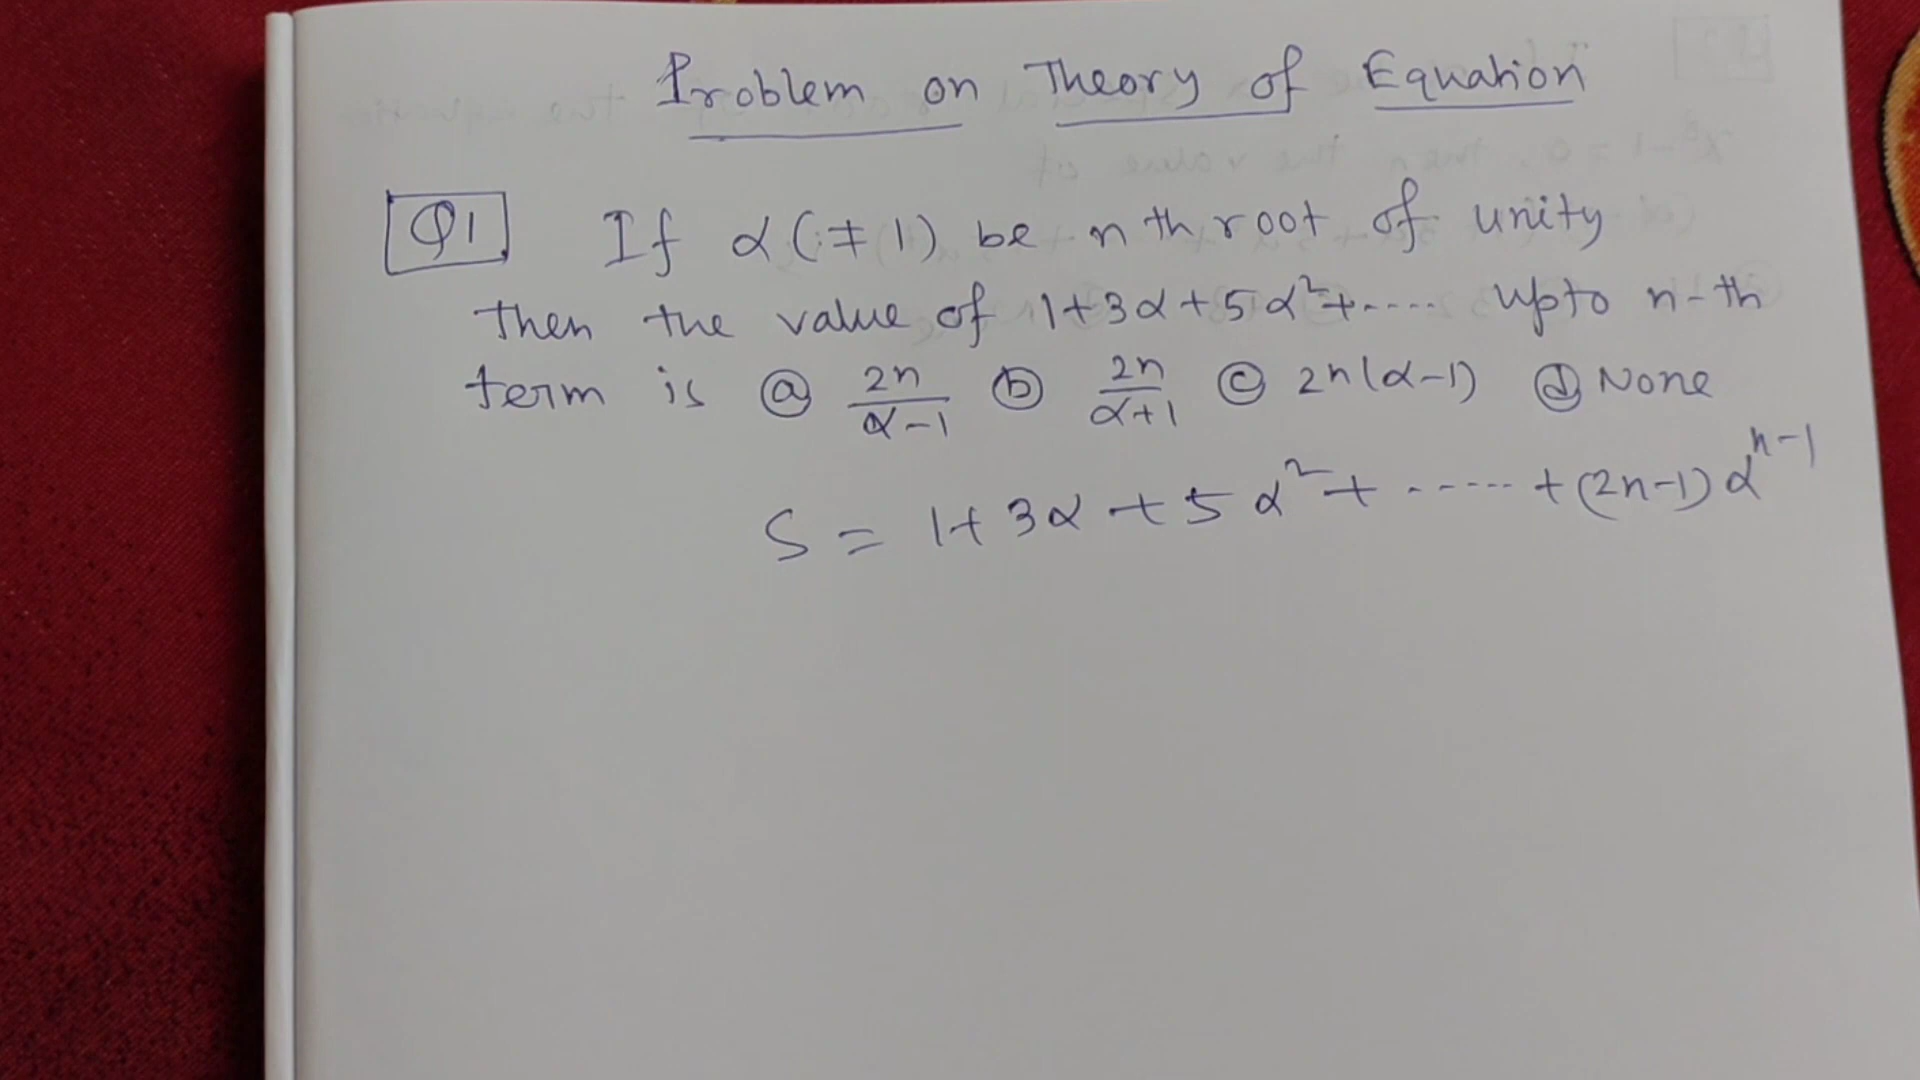 Problem on Theory of Equation
Q1 If α(≠1) be nth root of unity
then the value of 1+3α+5α²+.... upto n-th
term is ⓐ 2n/(α-1) ⓑ 2n/(α+1) ⓒ 2n(α-1) ⓓ None
S = 1+3α+5α²+ ...... +(2n-1)α^(n-1)